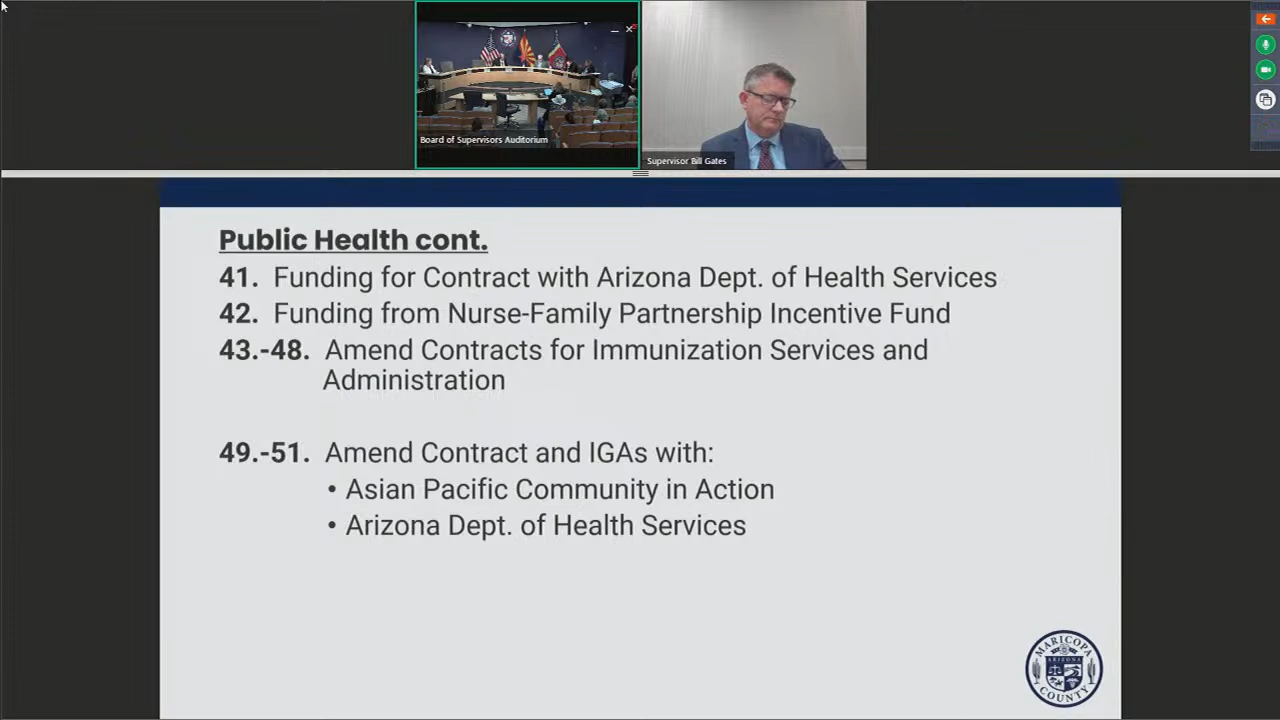 Board of Supervisors Auditorium
Supervisor Bill Gates
Public Health cont.
41. Funding for Contract with Arizona Dept. of Health Services
42. Funding from Nurse-Family Partnership Incentive Fund
43.-48. Amend Contracts for Immunization Services and
Administration
49.-51. Amend Contract and IGAs with:
• Asian Pacific Community in Action
• Arizona Dept. of Health Services
MARICOPA
ARIZONA
COUNTY